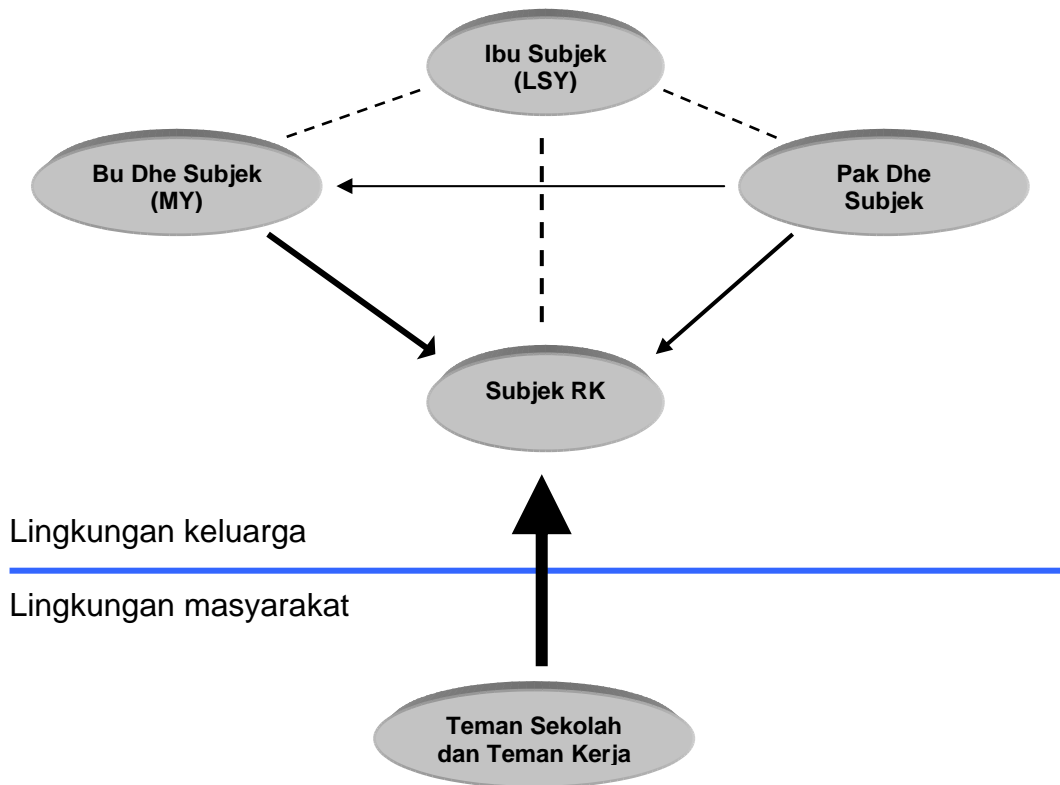 Ibu Subjek
(LSY)
Bu Dhe Subjek
(MY)
Pak Dhe
Subjek
Subjek RK
Lingkungan keluarga
Lingkungan masyarakat
Teman Sekolah
dan Teman Kerja